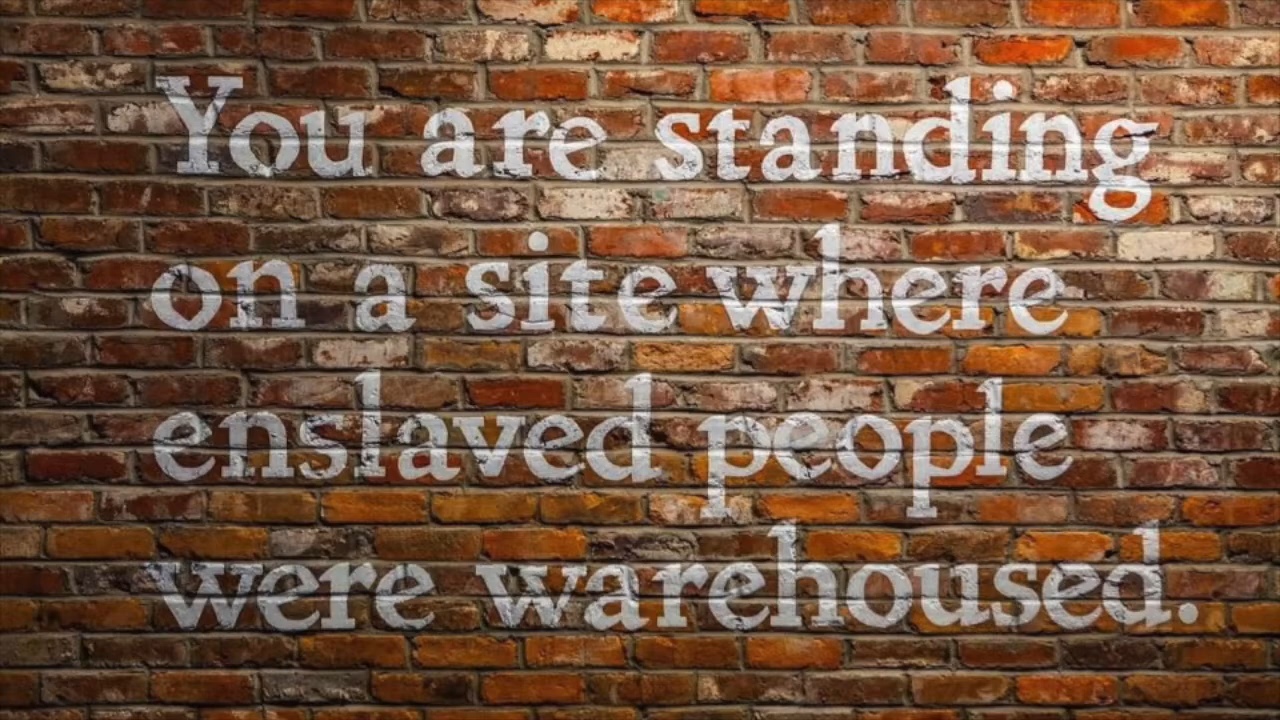 You are standing
on a site where
enslaved people
were warehoused.